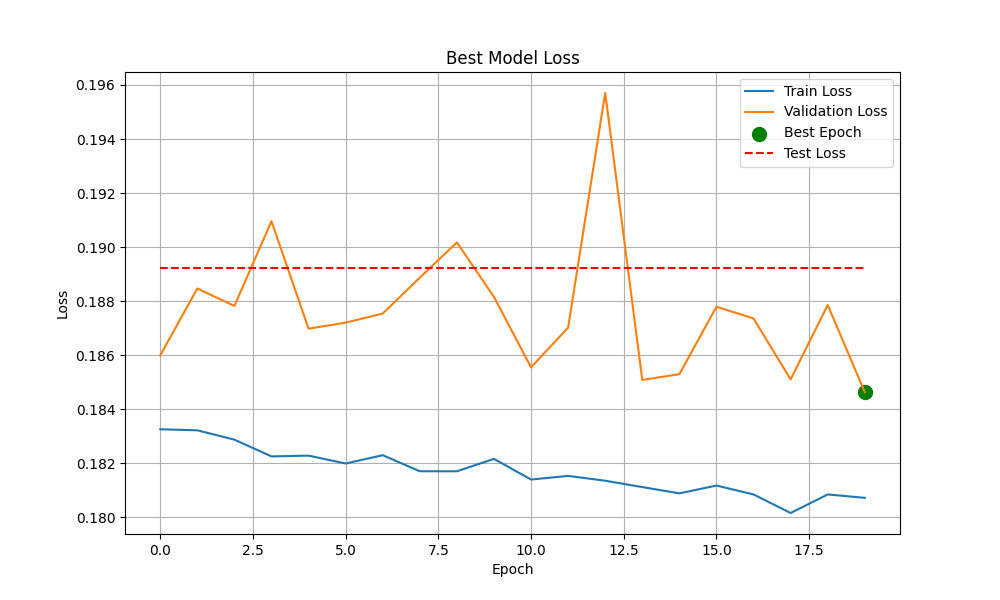 Best Model Loss
0.196
0.194
0.192
0.190
0.188
0.186
0.184
0.182
0.180
Loss
Train Loss
Validation Loss
Best Epoch
Test Loss
0.0 2.5 5.0 7.5 10.0 12.5 15.0 17.5
Epoch